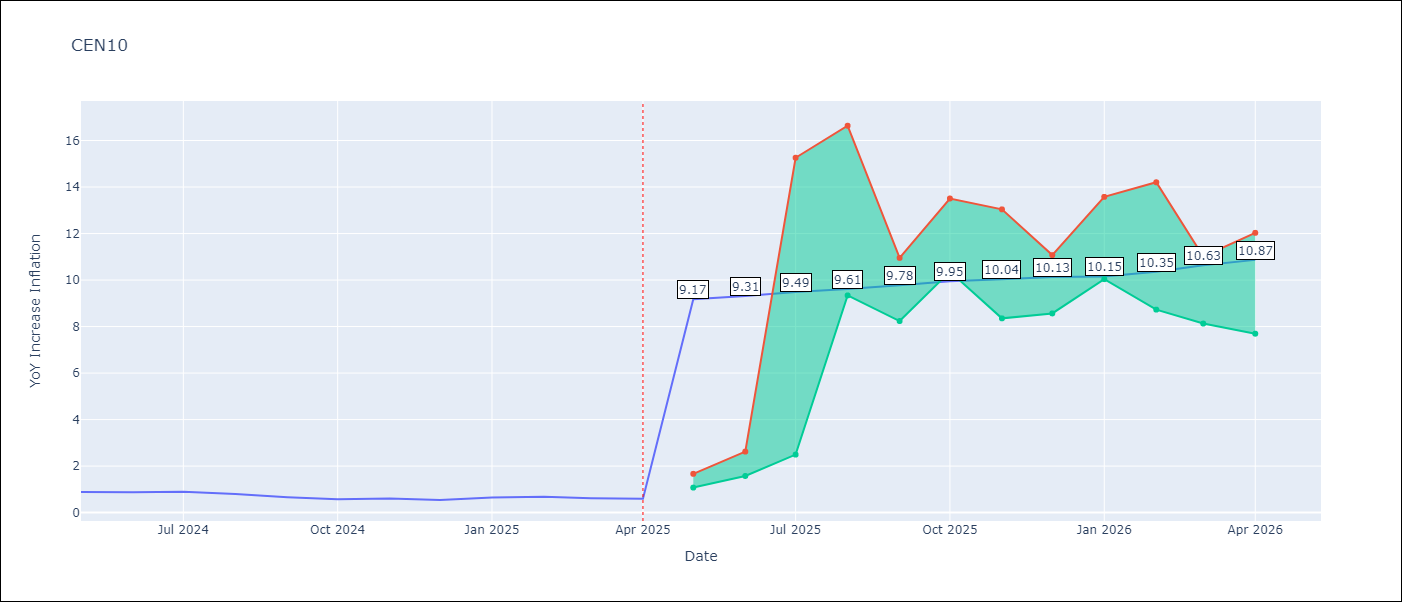 CEN10
16
14
12
10
8
6
4
2
0
YoY Increase Inflation
9.17
9.31
9.49
9.61
9.78
9.95
10.04
10.13
10.15
10.35
10.63
10.87
Jul 2024
Oct 2024
Jan 2025
Apr 2025
Jul 2025
Oct 2025
Jan 2026
Apr 2026
Date